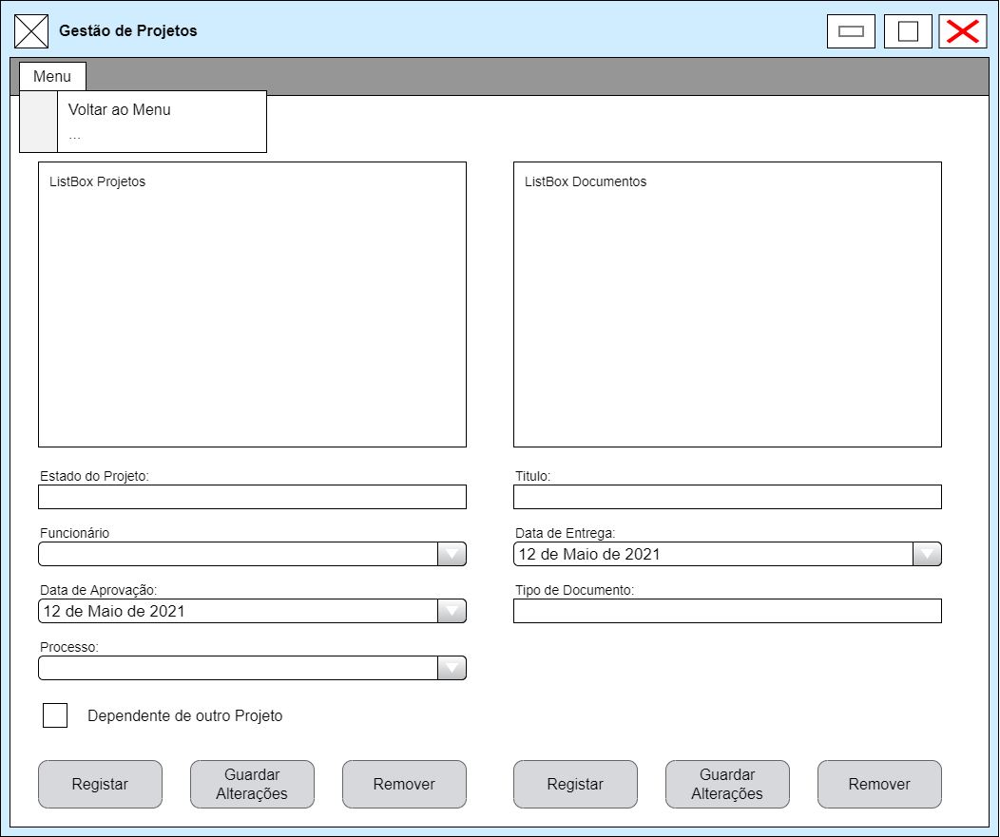 Gestão de Projetos
Menu
Voltar ao Menu
...
ListBox Projetos
ListBox Documentos
Estado do Projeto:
Titulo:
Funcionário
Data de Entrega:
12 de Maio de 2021
Data de Aprovação:
Tipo de Documento:
12 de Maio de 2021
Processo:
Dependente de outro Projeto
Registar
Guardar
Alterações
Remover
Registar
Guardar
Alterações
Remover